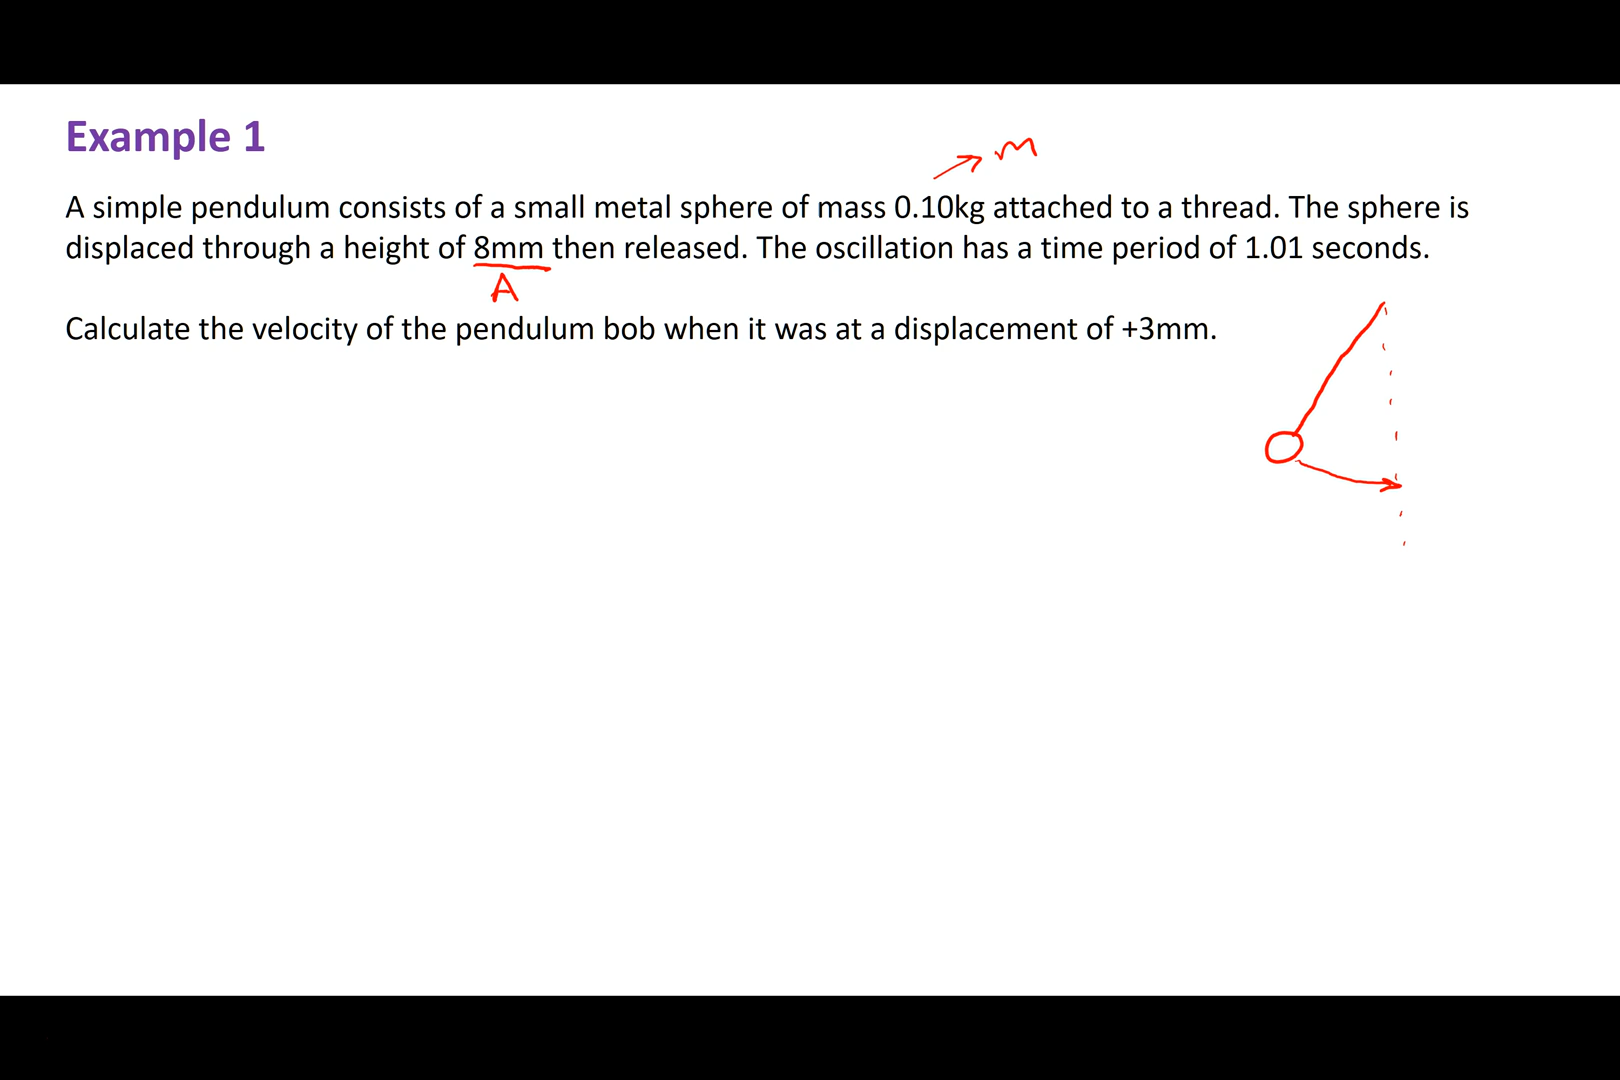 Example 1
m
A simple pendulum consists of a small metal sphere of mass 0.10kg attached to a thread. The sphere is
displaced through a height of 8mm then released. The oscillation has a time period of 1.01 seconds.
A
Calculate the velocity of the pendulum bob when it was at a displacement of +3mm.